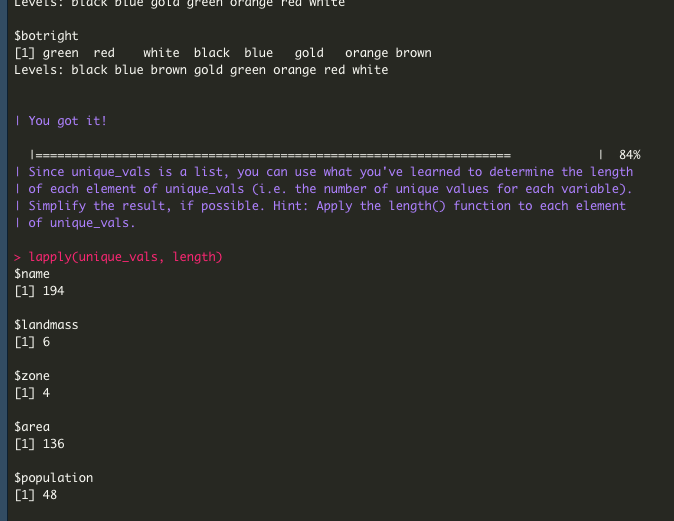 Levels: black blue gold green orange red white
$botright
[1] green  red    white  black  blue   gold   orange brown
Levels: black blue brown gold green orange red white
| You got it!
|==================================================================            |  84%
| Since unique_vals is a list, you can use what you've learned to determine the length
| of each element of unique_vals (i.e. the number of unique values for each variable).
| Simplify the result, if possible. Hint: Apply the length() function to each element
| of unique_vals.
> lapply(unique_vals, length)
$name
[1] 194
$landmass
[1] 6
$zone
[1] 4
$area
[1] 136
$population
[1] 48